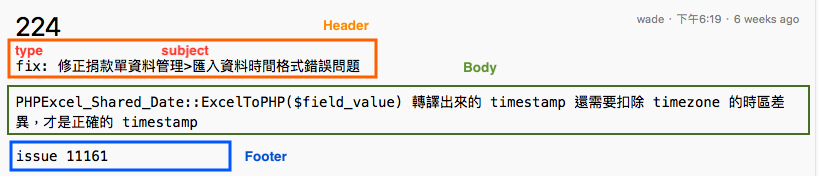 224
Header
wade · 下午6:19 · 6 weeks ago
type subject
fix: 修正捐款單資料管理>匯入資料時間格式錯誤問題
Body
PHPExcel_Shared_Date::ExcelToPHP($field_value) 轉譯出來的 timestamp 還需要扣除 timezone 的時區差
異，才是正確的 timestamp
issue 11161
Footer